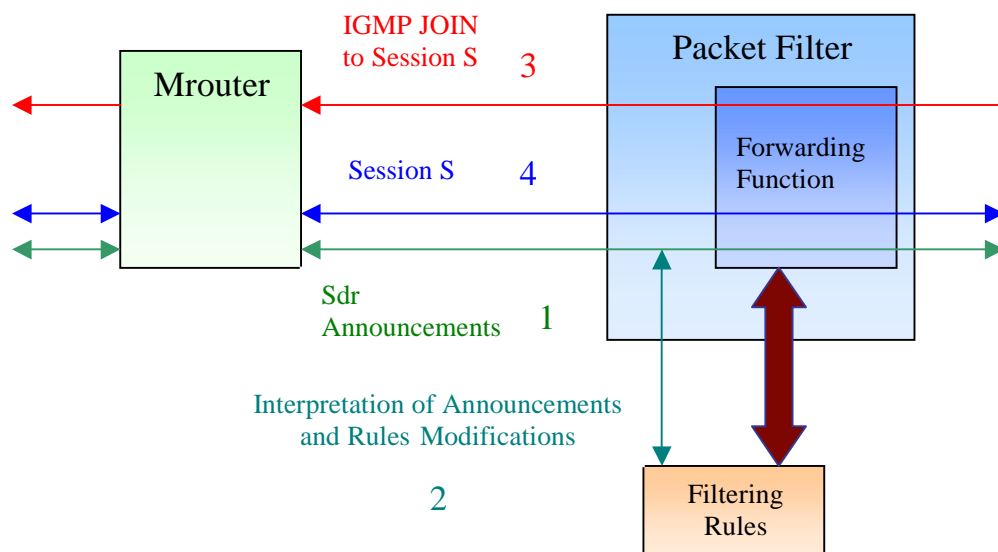 IGMP JOIN
to Session S
3
Packet Filter
Mrouter
Forwarding
Function
Session S
4
Sdr
Announcements
1
Interpretation of Announcements
and Rules Modifications
2
Filtering
Rules